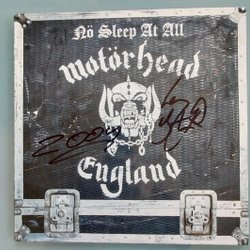 Nö Sleep At All
Motörhead
England